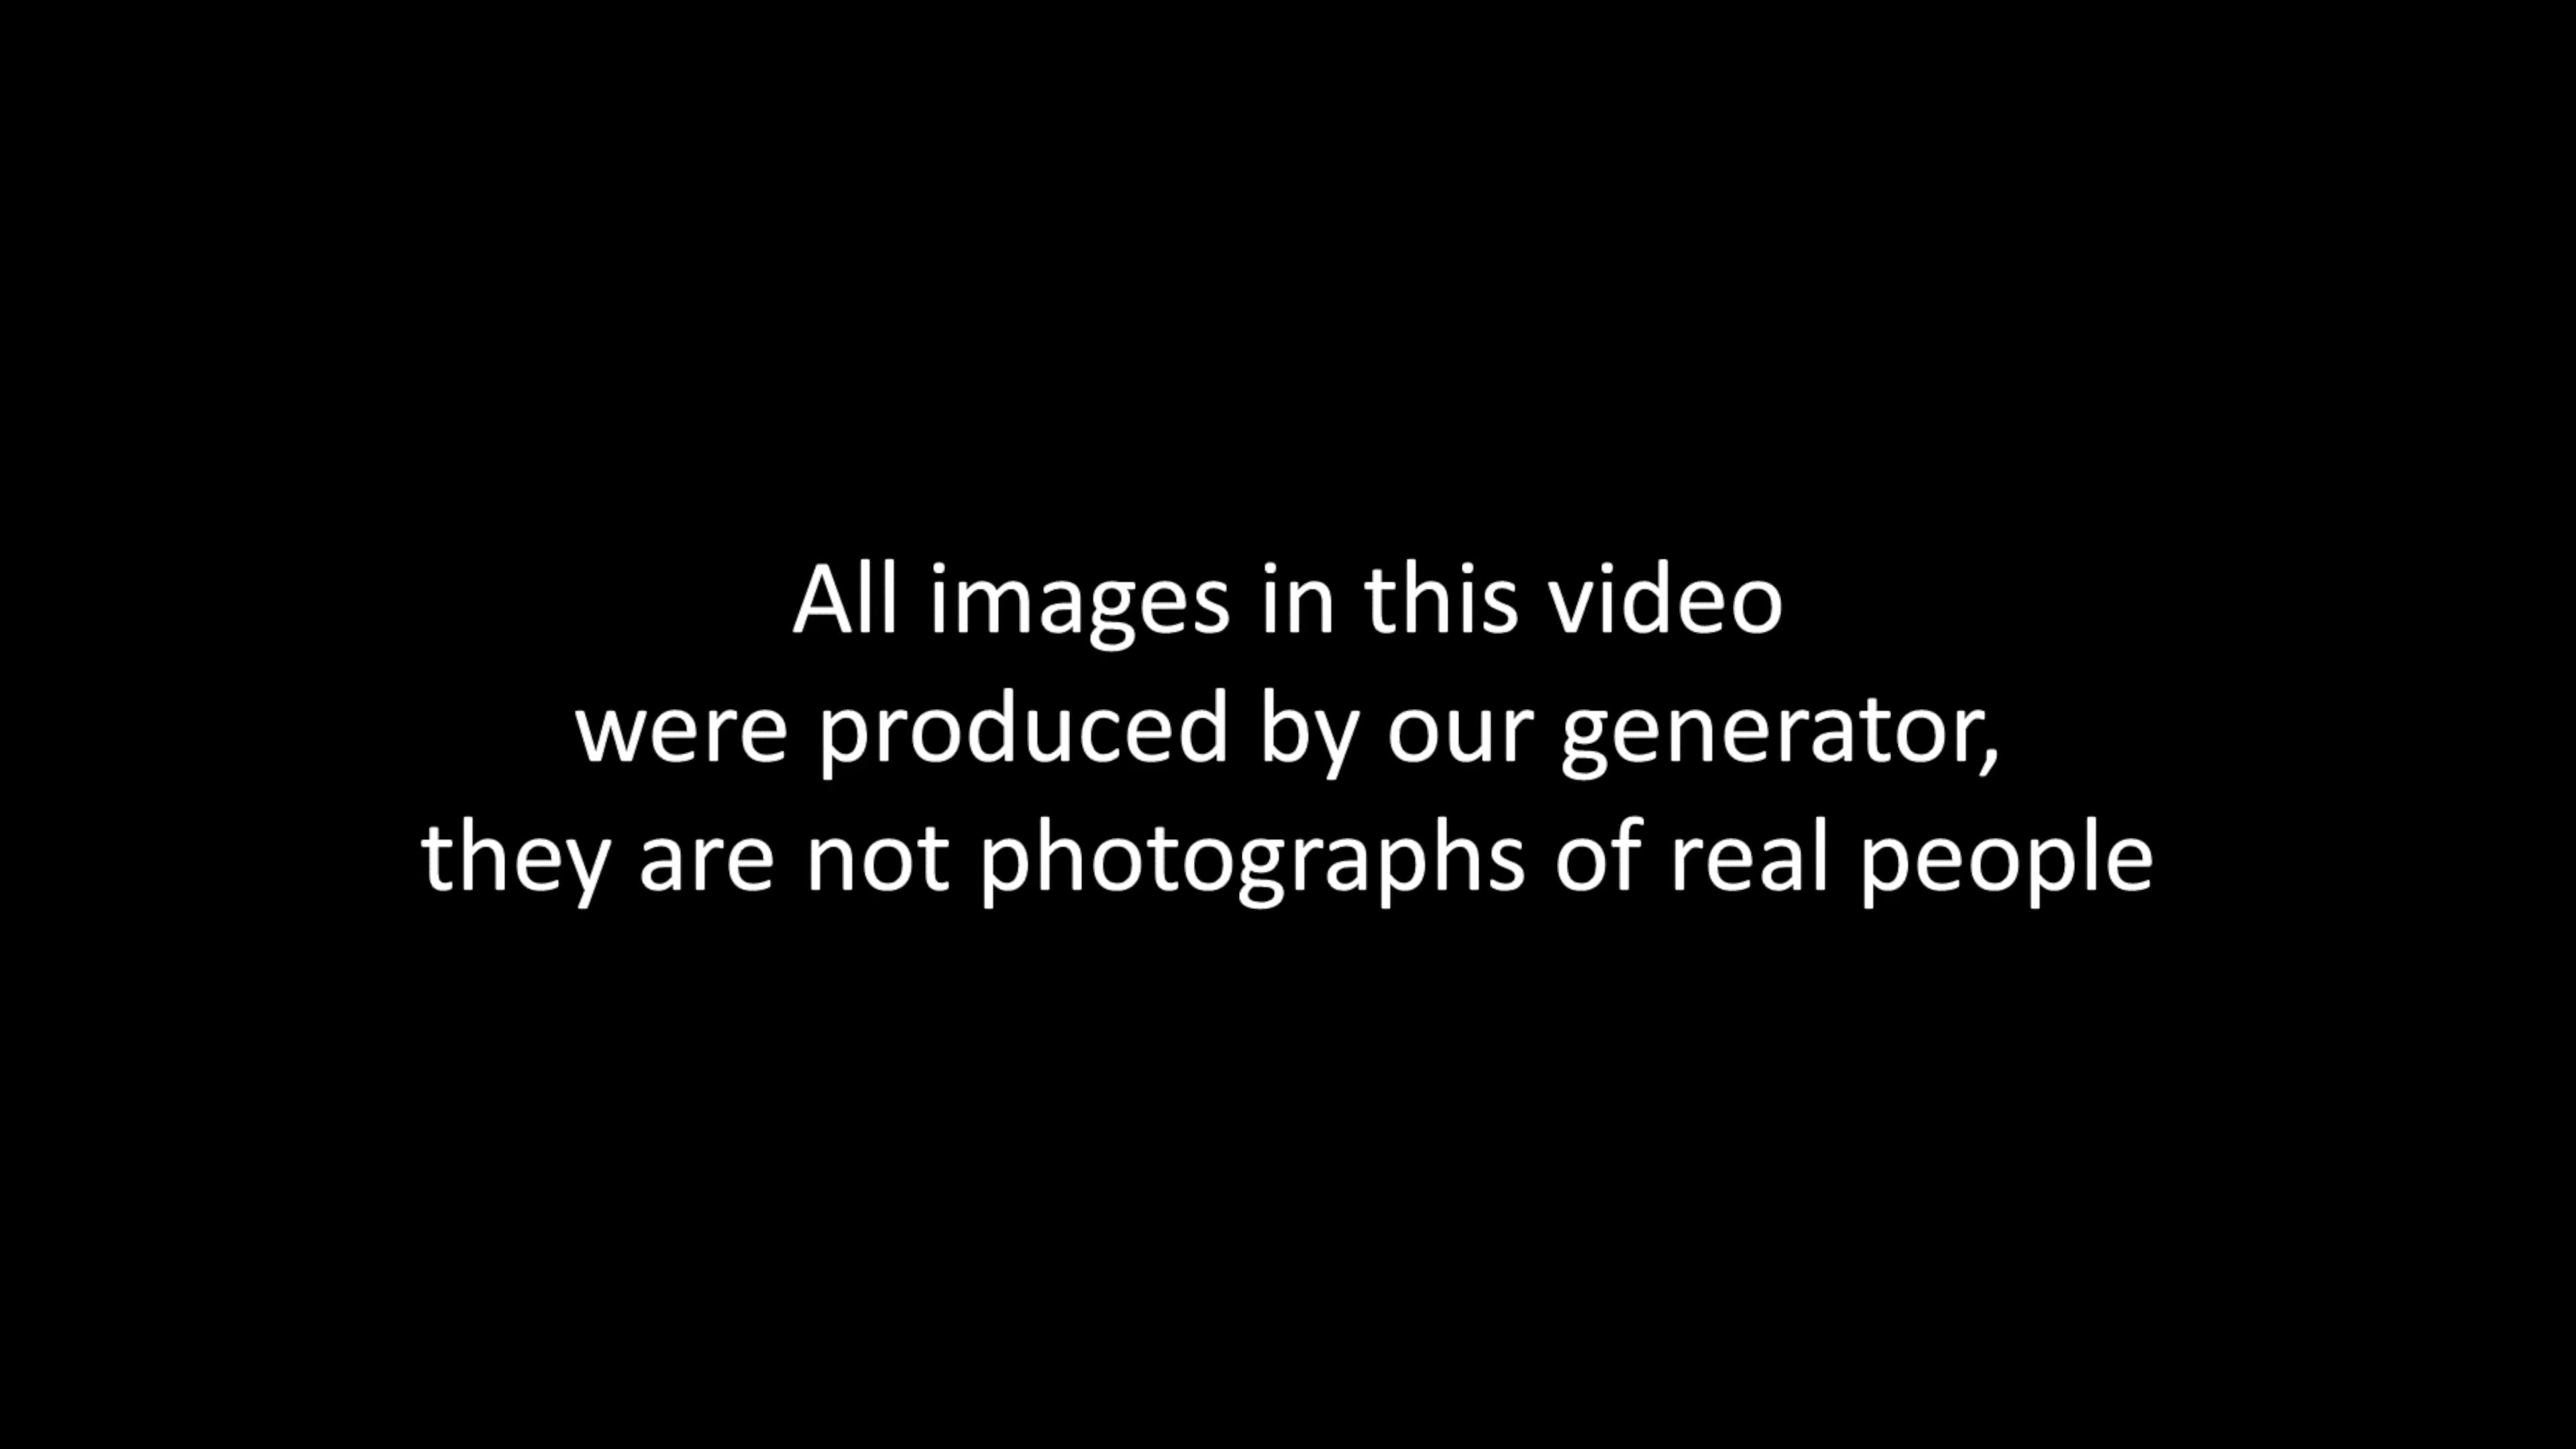 All images in this video
were produced by our generator,
they are not photographs of real people